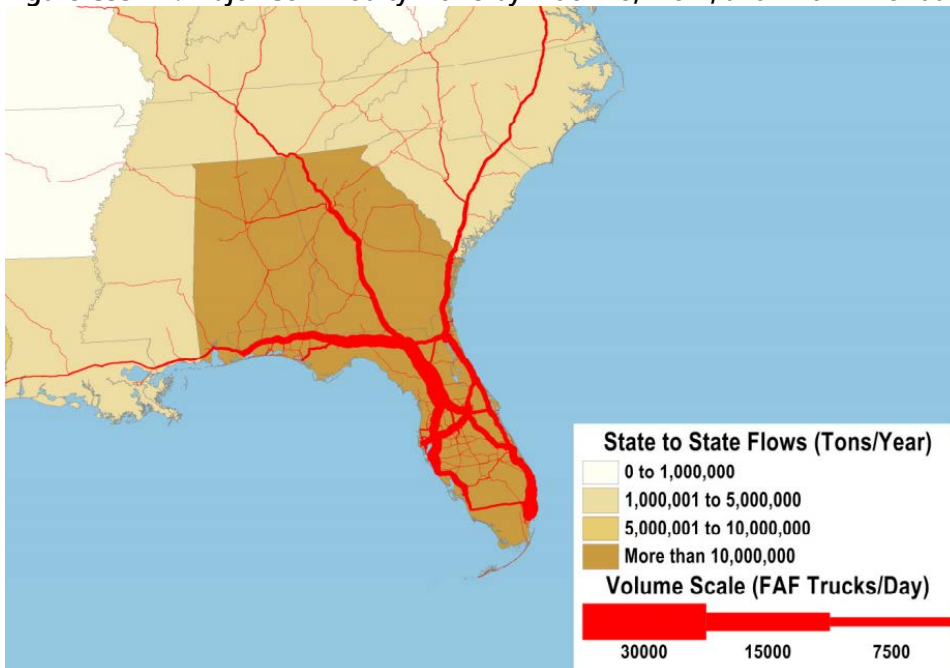 State to State Flows (Tons/Year)
0 to 1,000,000
1,000,001 to 5,000,000
5,000,001 to 10,000,000
More than 10,000,000
Volume Scale (FAF Trucks/Day)
30000 15000 7500